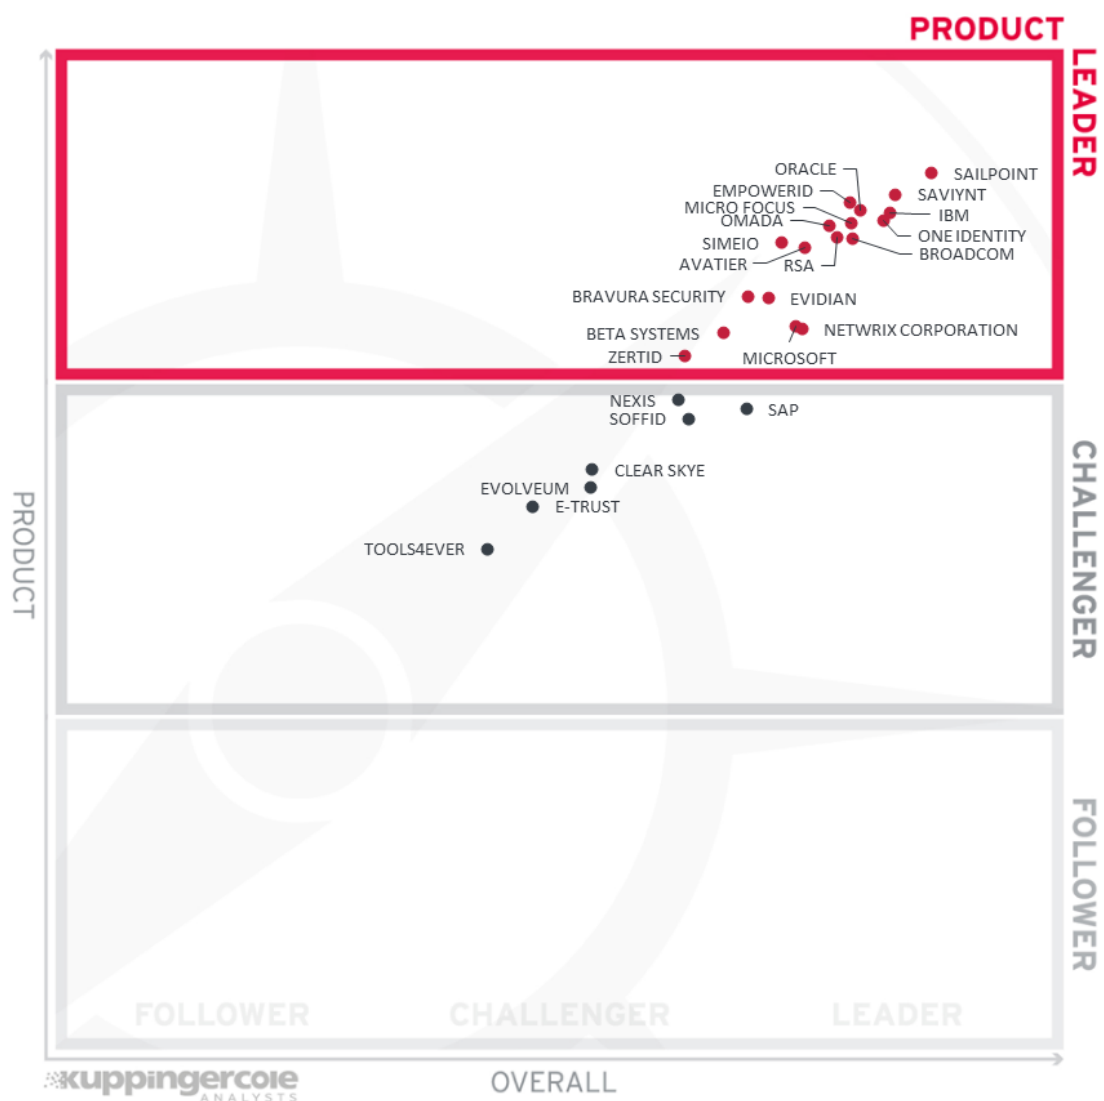 PRODUCT
LEADER
ORACLE
SAILPOINT
EMPOWERID
SAVIYNT
MICRO FOCUS
IBM
OMADA
ONE IDENTITY
SIMEIO
BROADCOM
AVATIER
RSA
BRAVURA SECURITY
EVIDIAN
BETA SYSTEMS
NETWRIX CORPORATION
ZERTID
MICROSOFT
NEXIS
SAP
SOFFID
CHALLENGER
CLEAR SKYE
EVOLVEUM
E-TRUST
PRODUCT
TOOLS4EVER
FOLLOWER
FOLLOWER
CHALLENGER
LEADER
kuppingercole
ANALYSTS
OVERALL